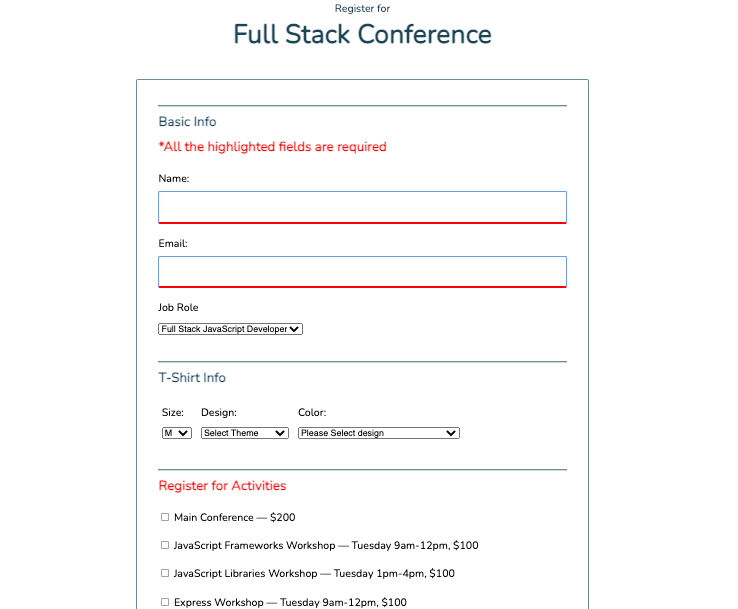 Register for
Full Stack Conference
Basic Info
*All the highlighted fields are required
Name:
Email:
Job Role
Full Stack JavaScript Developer
T-Shirt Info
Size: Design: Color:
M Select Theme Please Select design
Register for Activities
Main Conference — $200
JavaScript Frameworks Workshop — Tuesday 9am-12pm, $100
JavaScript Libraries Workshop — Tuesday 1pm-4pm, $100
Express Workshop — Tuesday 9am-12pm, $100